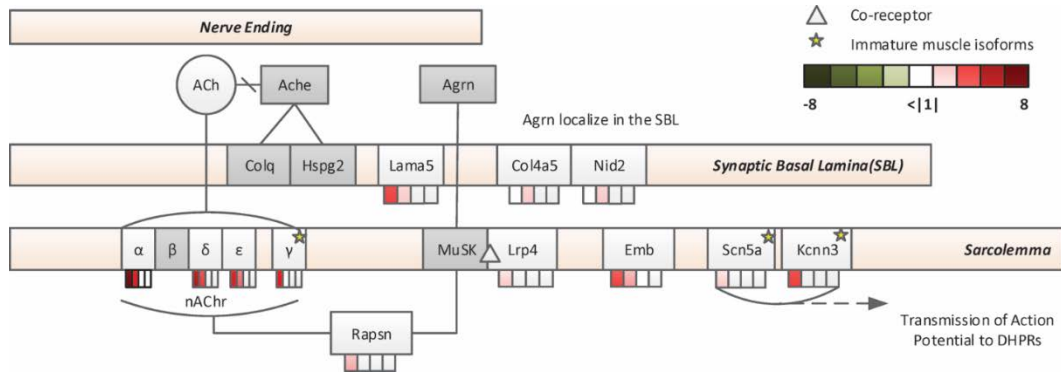 Nerve Ending
Co-receptor
Immature muscle isoforms
-8 <|1| 8
ACh Ache Agrn
Agrn localize in the SBL
Colq Hspg2 Lama5 Col4a5 Nid2 Synaptic Basal Lamina(SBL)
α β δ ε γ MuSK Lrp4 Emb Scn5a Kcnn3 Sarcolemma
nAChr
Rapsn
Transmission of Action
Potential to DHPRs